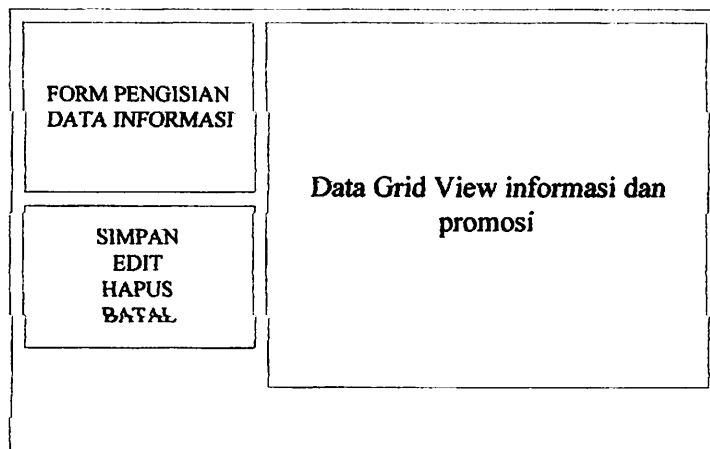 FORM PENGISIAN
DATA INFORMASI
SIMPAN
EDIT
HAPUS
BATAL
Data Grid View informasi dan
promosi